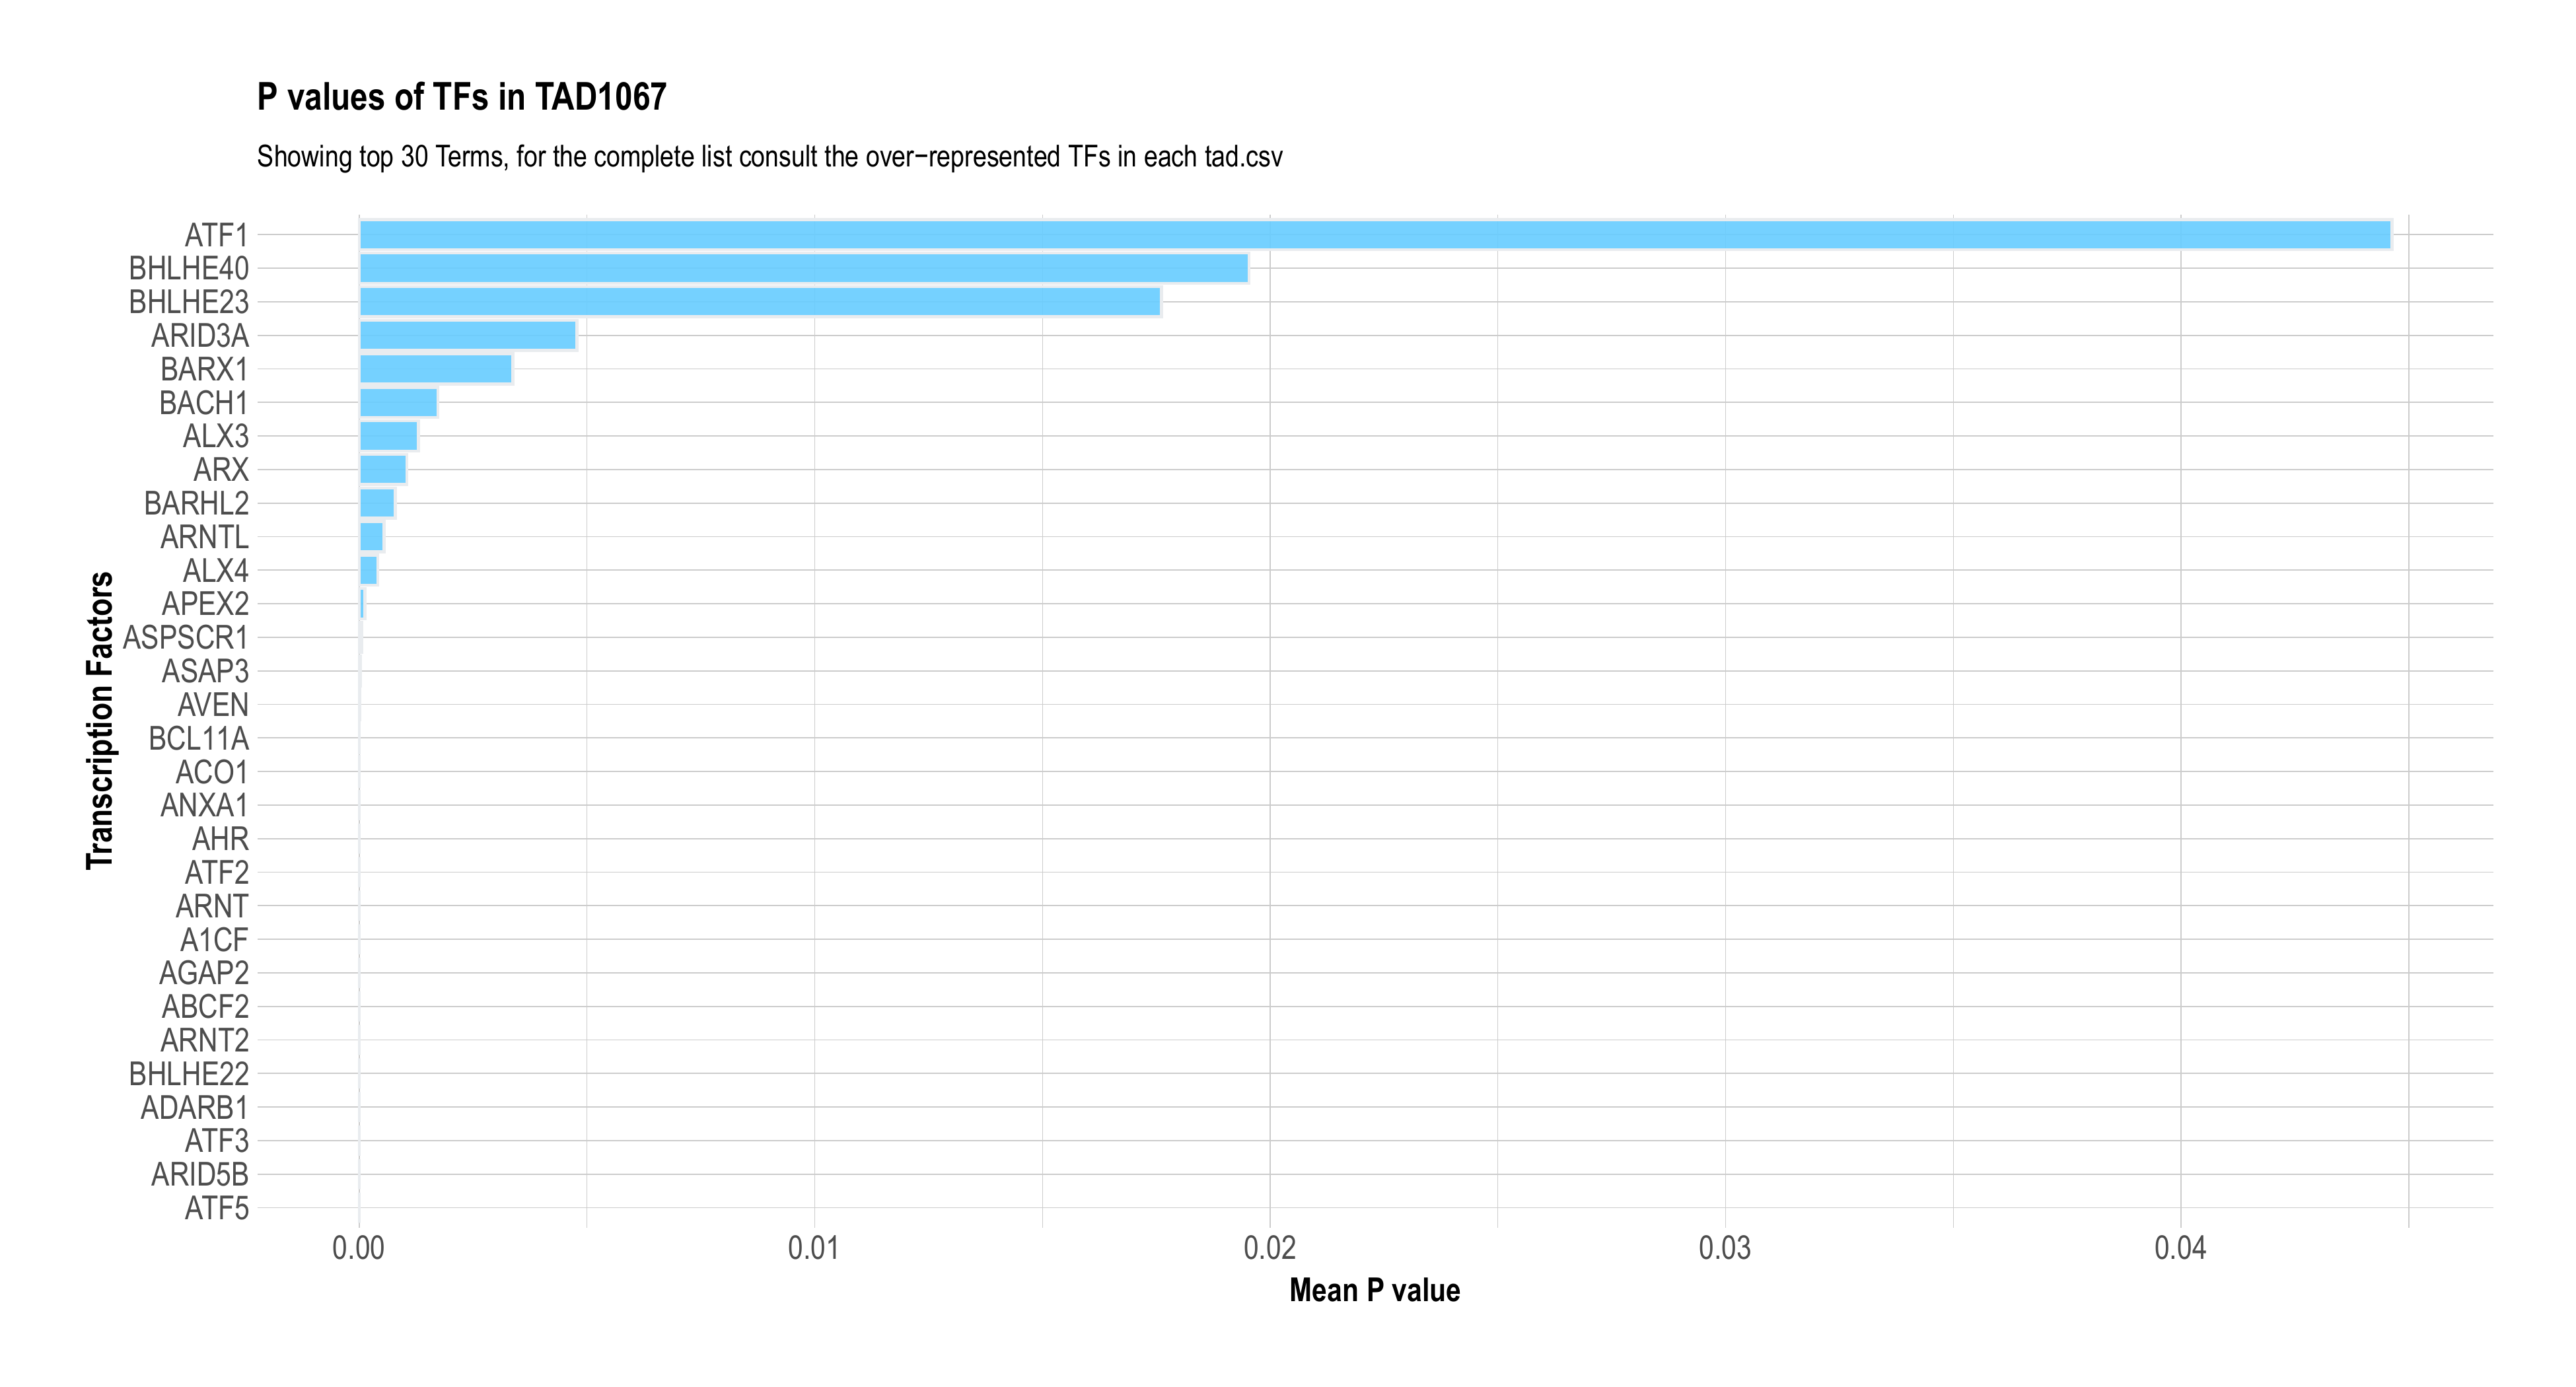 P values of TFs in TAD1067
Showing top 30 Terms, for the complete list consult the over−represented TFs in each tad.csv
Transcription Factors
ATF1
BHLHE40
BHLHE23
ARID3A
BARX1
BACH1
ALX3
ARX
BARHL2
ARNTL
ALX4
APEX2
ASPSCR1
ASAP3
AVEN
BCL11A
ACO1
ANXA1
AHR
ATF2
ARNT
A1CF
AGAP2
ABCF2
ARNT2
BHLHE22
ADARB1
ATF3
ARID5B
ATF5
0.00 0.01 0.02 0.03 0.04
Mean P value